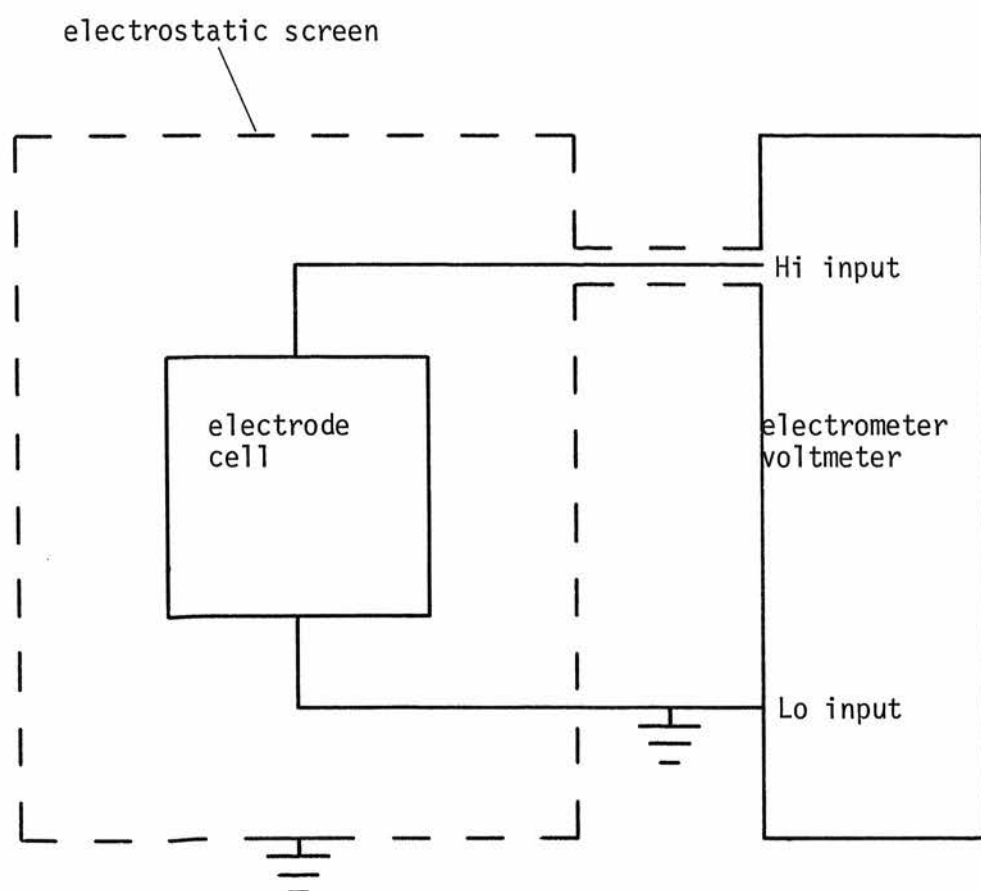 electrostatic screen
Hi input
electrode
cell
electrometer
voltmeter
Lo input